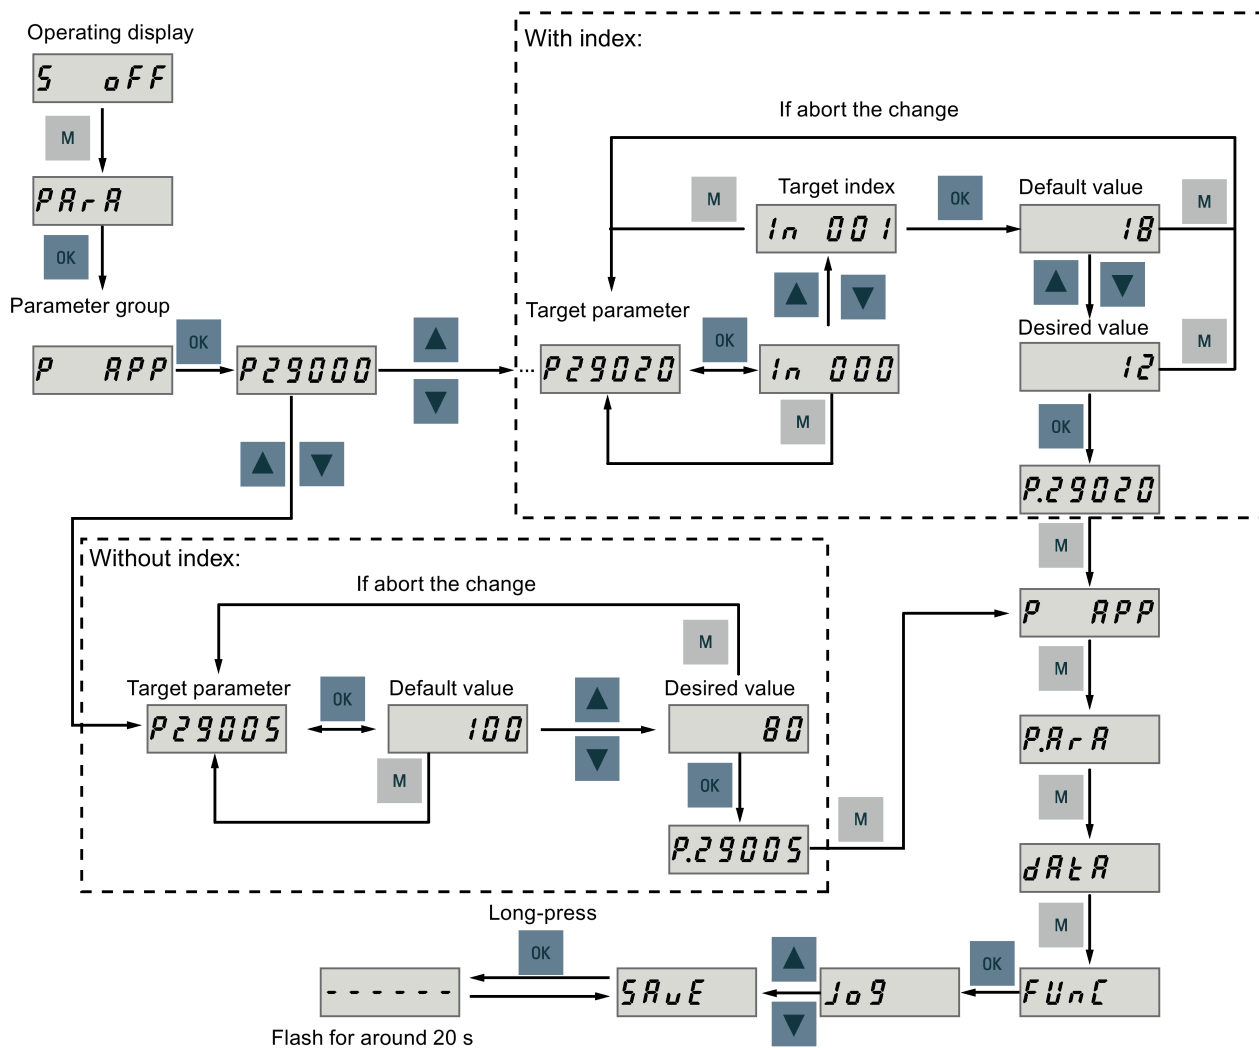 Operating display
S oFF
M
PArA
OK
Parameter group
P APP
OK
P29000
With index:
If abort the change
M
Target index
In 001
OK
Default value
18
M
Target parameter
...
P29020
OK
In 000
M
Desired value
12
M
OK
P.29020
M
Without index:
If abort the change
M
Target parameter
P29005
OK
Default value
100
M
Desired value
80
OK
P.29005
M
P APP
M
P.ArA
M
dAtA
M
FUnC
OK
Jog
SAvE
Long-press
OK
------
Flash for around 20 s